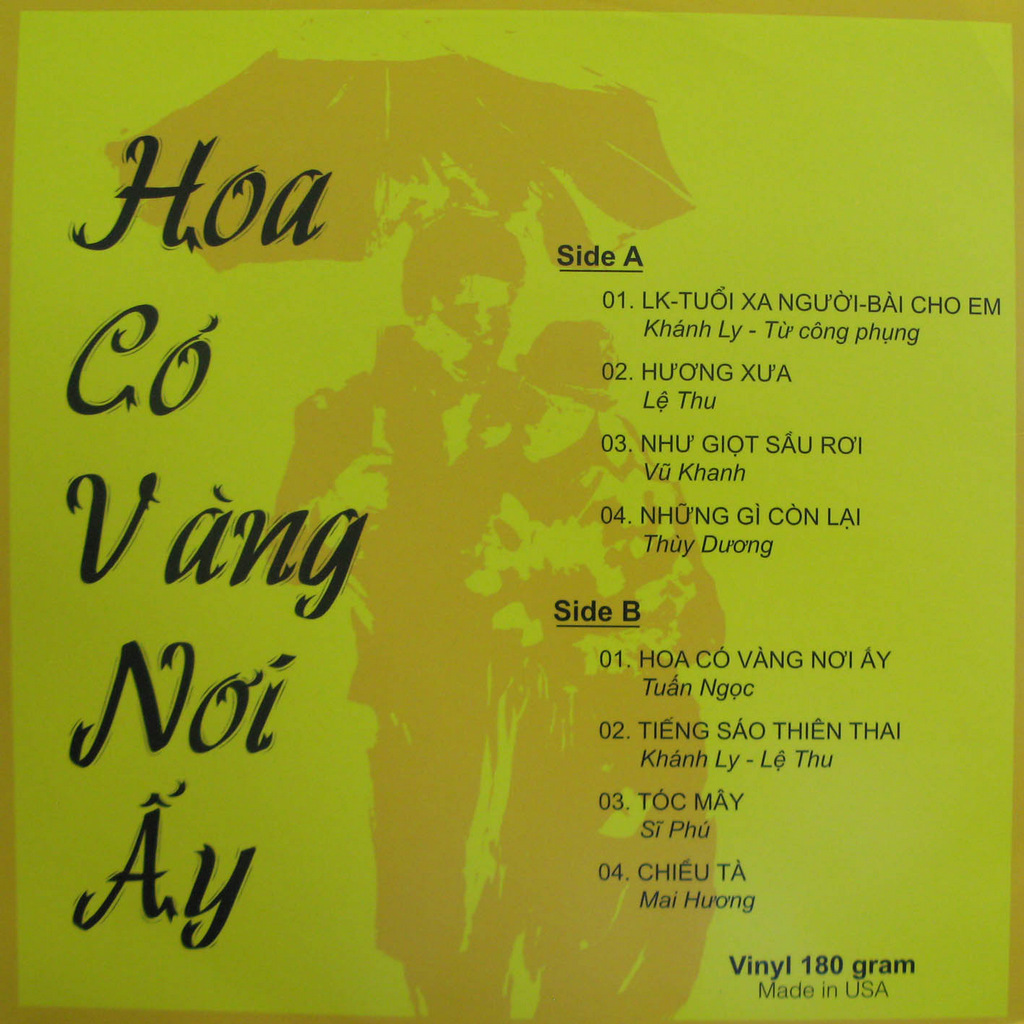 Hoa
Có
Vàng
Nơi
Ấy
Side A
01. LK-TUỔI XA NGƯỜI-BÀI CHO EM
Khánh Ly - Từ công phụng
02. HƯƠNG XƯA
Lệ Thu
03. NHƯ GIỌT SẦU RƠI
Vũ Khanh
04. NHỮNG GÌ CÒN LẠI
Thùy Dương
Side B
01. HOA CÓ VÀNG NƠI ẤY
Tuấn Ngọc
02. TIẾNG SÁO THIÊN THAI
Khánh Ly - Lệ Thu
03. TÓC MÂY
Sĩ Phú
04. CHIỀU TÀ
Mai Hương
Vinyl 180 gram
Made in USA